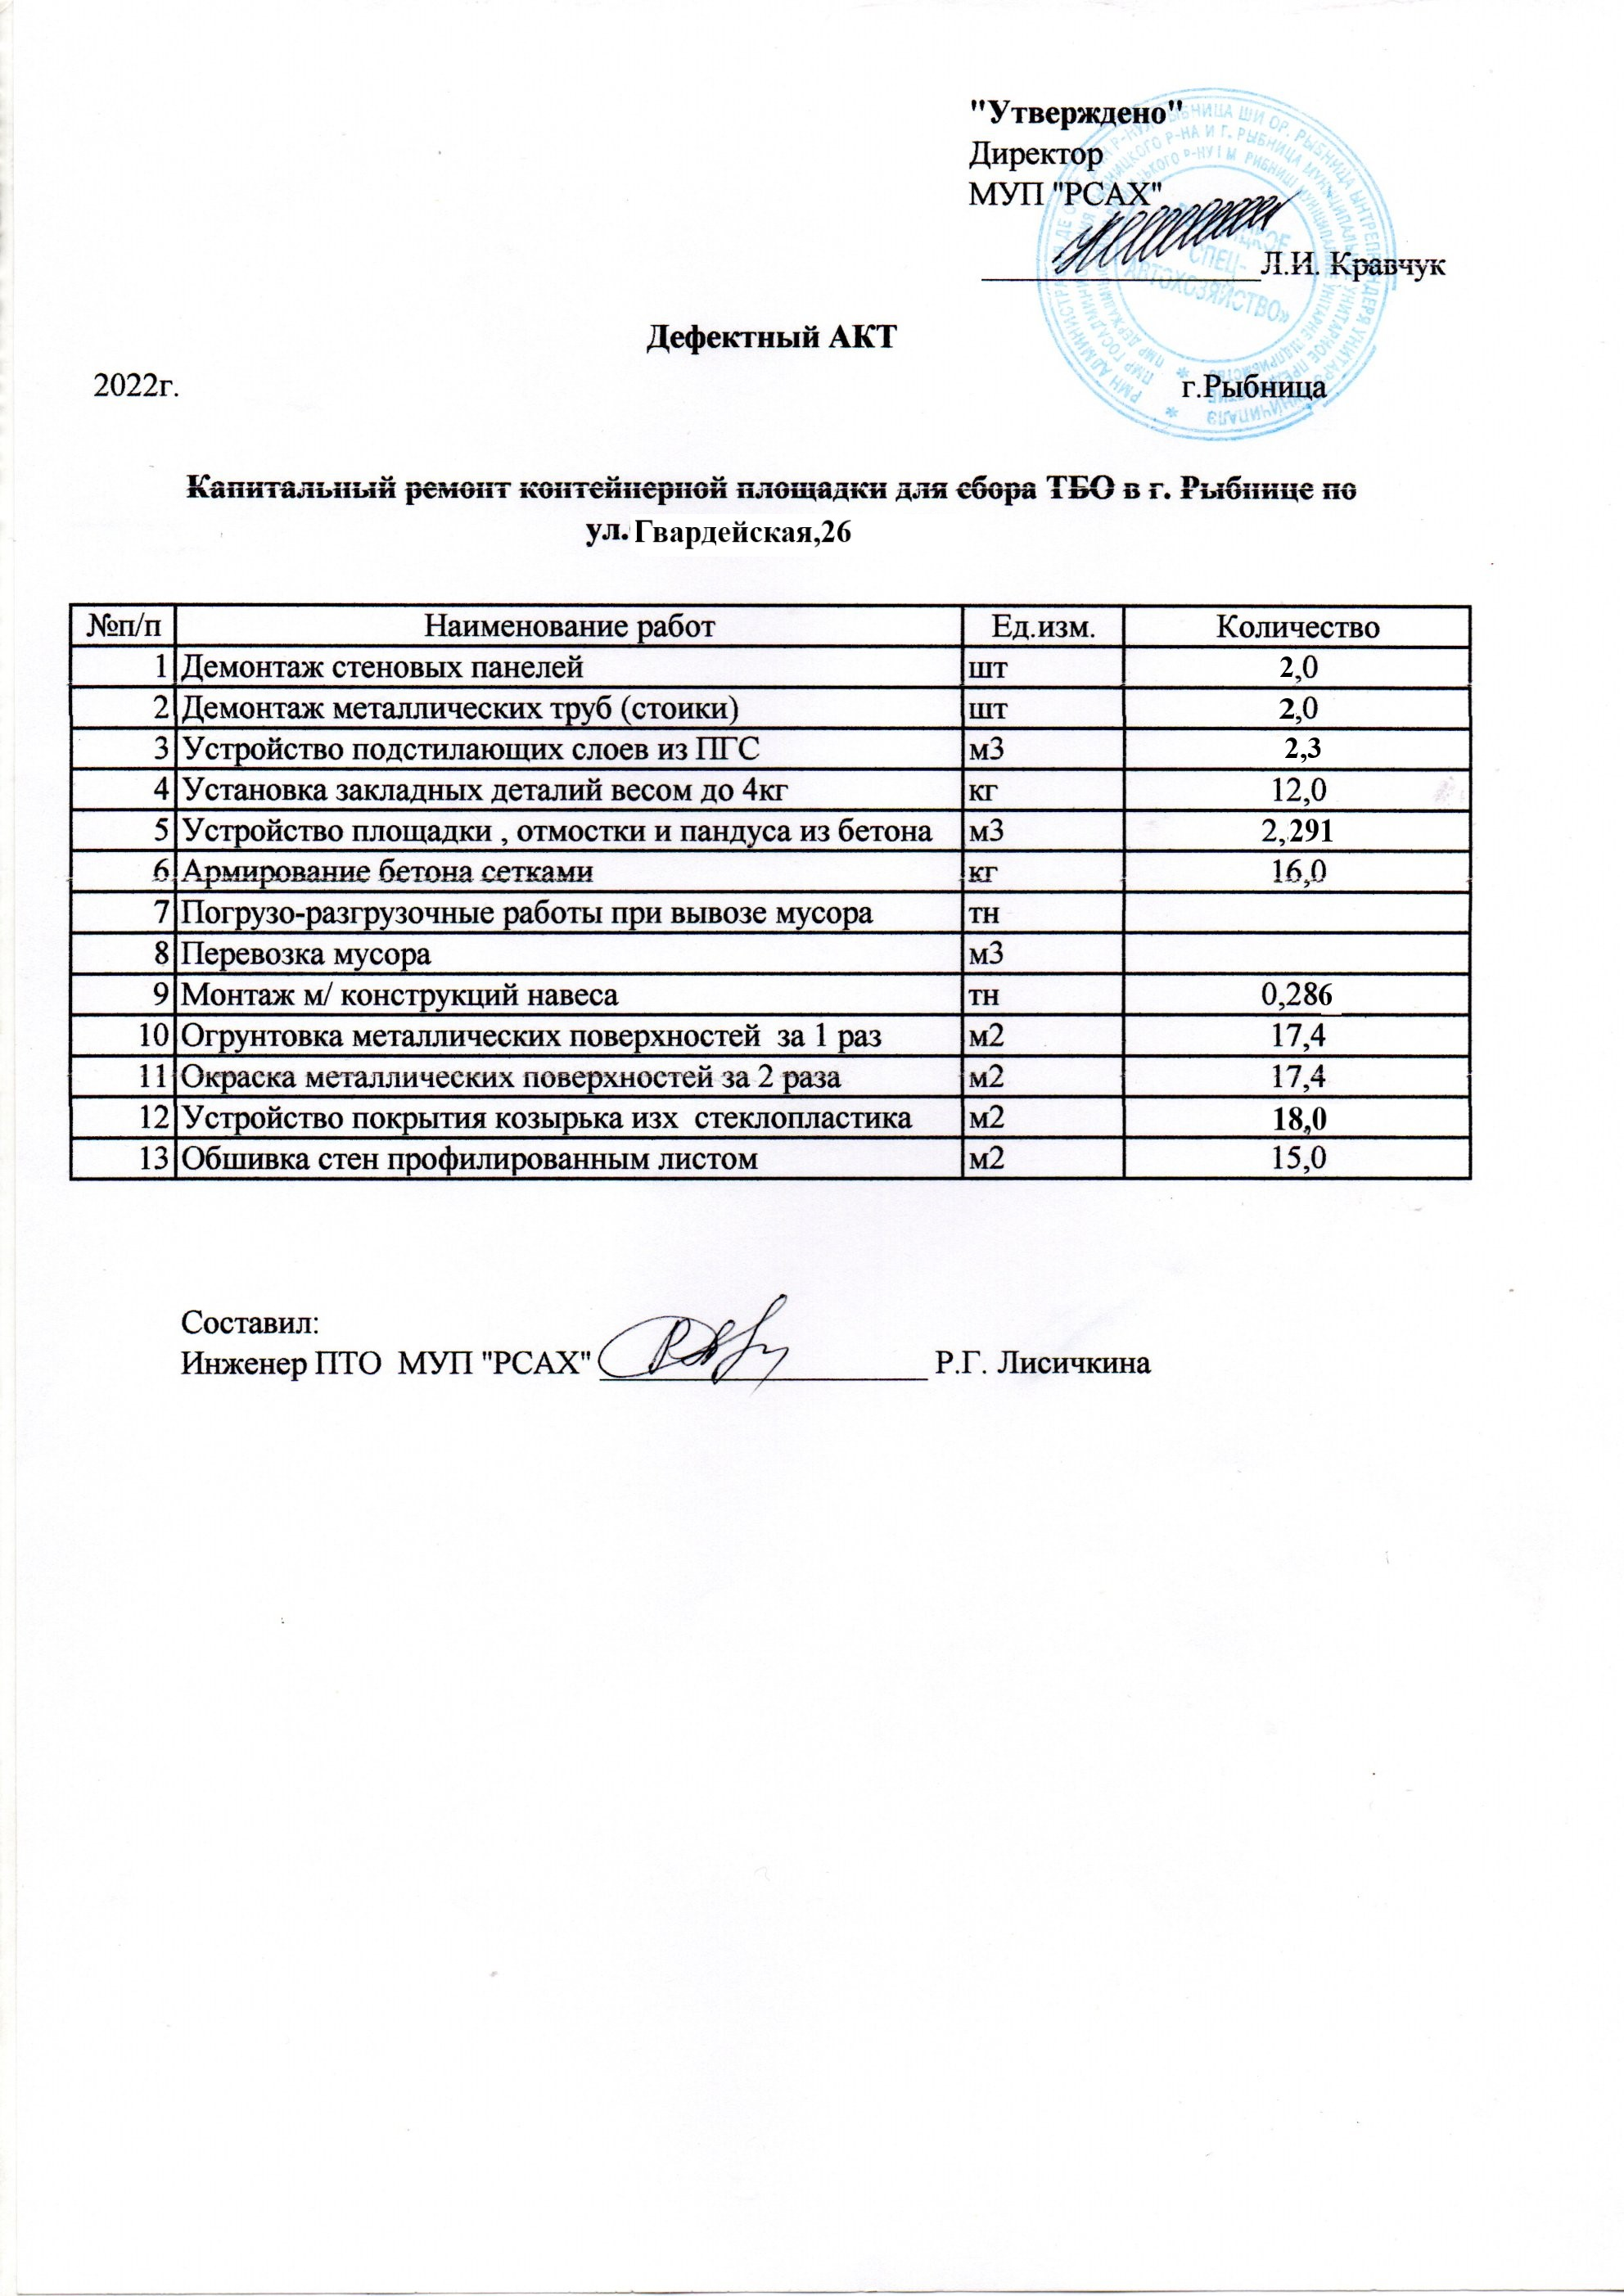 "Утверждено"
Директор
МУП "РСАХ"
Л.И. Кравчук
Дефектный АКТ
2022г. г.Рыбница
Капитальный ремонт контейнерной площадки для сбора ТБО в г. Рыбнице по
ул. Гвардейская,26
№п/п Наименование работ Ед.изм. Количество
1 Демонтаж стеновых панелей шт 2,0
2 Демонтаж металлических труб (стоики) шт 2,0
3 Устройство подстилающих слоев из ПГС м3 2,3
4 Установка закладных деталий весом до 4кг кг 12,0
5 Устройство площадки , отмостки и пандуса из бетона м3 2,291
6 Армирование бетона сетками кг 16,0
7 Погрузо-разгрузочные работы при вывозе мусора тн
8 Перевозка мусора м3
9 Монтаж м/ конструкций навеса тн 0,286
10 Огрунтовка металлических поверхностей за 1 раз м2 17,4
11 Окраска металлических поверхностей за 2 раза м2 17,4
12 Устройство покрытия козырька изх стеклопластика м2 18,0
13 Обшивка стен профилированным листом м2 15,0
Составил:
Инженер ПТО МУП "РСАХ" Р.Г. Лисичкина
СПЕЦ-
АВТОХОЗЯЙСТВО»